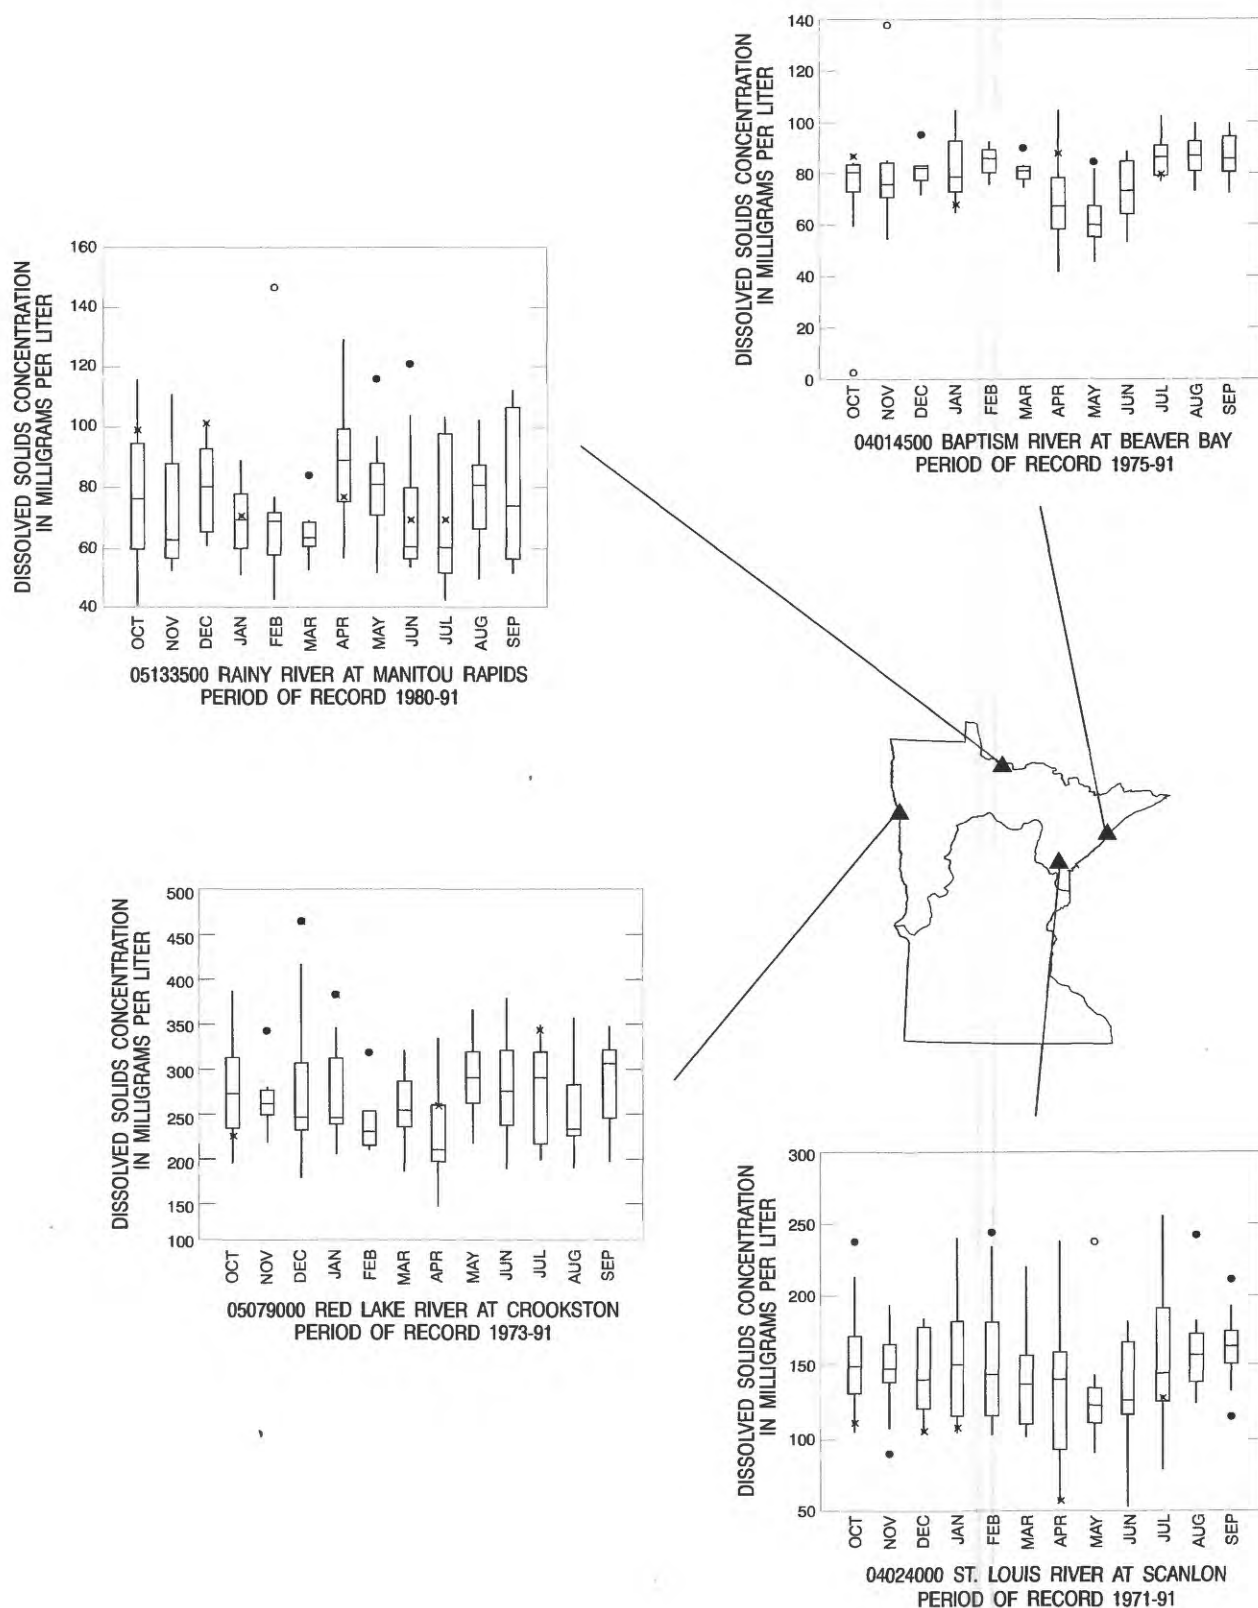 DISSOLVED SOLIDS CONCENTRATION
IN MILLIGRAMS PER LITER
140
120
100
80
60
40
20
0
OCT NOV DEC JAN FEB MAR APR MAY JUN JUL AUG SEP
04014500 BAPTISM RIVER AT BEAVER BAY
PERIOD OF RECORD 1975-91
DISSOLVED SOLIDS CONCENTRATION
IN MILLIGRAMS PER LITER
160
140
120
100
80
60
40
OCT NOV DEC JAN FEB MAR APR MAY JUN JUL AUG SEP
05133500 RAINY RIVER AT MANITOU RAPIDS
PERIOD OF RECORD 1980-91
DISSOLVED SOLIDS CONCENTRATION
IN MILLIGRAMS PER LITER
500
450
400
350
300
250
200
150
100
OCT NOV DEC JAN FEB MAR APR MAY JUN JUL AUG SEP
05079000 RED LAKE RIVER AT CROOKSTON
PERIOD OF RECORD 1973-91
DISSOLVED SOLIDS CONCENTRATION
IN MILLIGRAMS PER LITER
300
250
200
150
100
50
OCT NOV DEC JAN FEB MAR APR MAY JUN JUL AUG SEP
04024000 ST. LOUIS RIVER AT SCANLON
PERIOD OF RECORD 1971-91